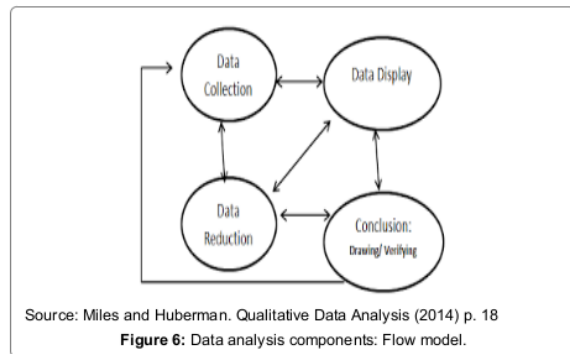 Data
Collection
Data Display
Data
Reduction
Conclusion:
Drawing/ Verifying
Source: Miles and Huberman. Qualitative Data Analysis (2014) p. 18
Figure 6: Data analysis components: Flow model.